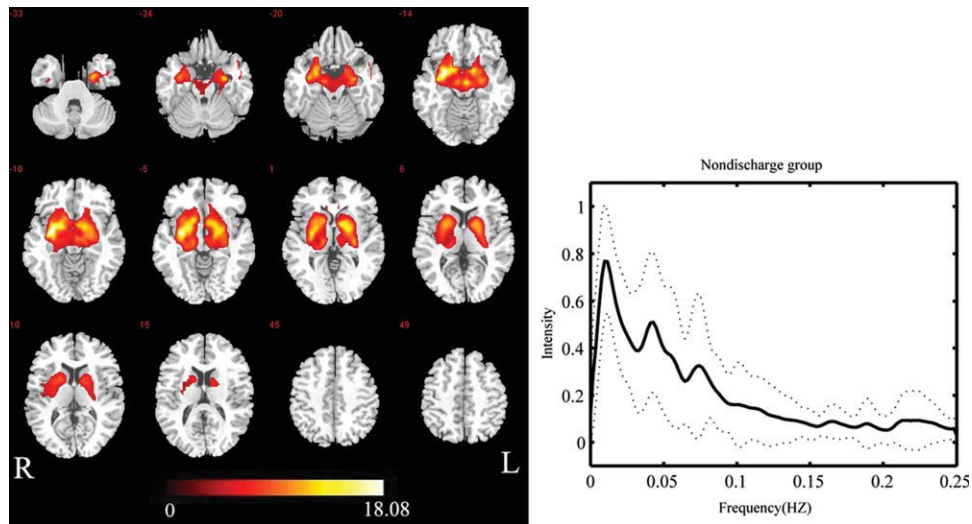 -33 -24 -20 -14
-10 -5 1 6
10 15 45 49
R L
0 18.08
Nondischarge group
1
0.8
0.6
0.4
0.2
0
Intensity
0 0.05 0.1 0.15 0.2 0.25
Frequency(HZ)